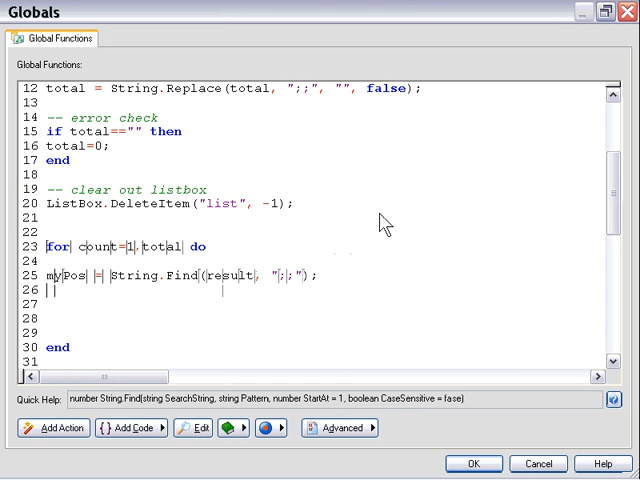 Globals
Global Functions
Global Functions:
12 total = String.Replace(total, ";;", "", false);
13
14 -- error check
15 if total=="" then
16 total=0;
17 end
18
19 -- clear out listbox
20 ListBox.DeleteItem("list", -1);
21
22
23 for count=1,total do
24
25 myPos = String.Find(result, ";;");
26
27
28
29
30 end
31
Quick Help: number String.Find(string SearchString, string Pattern, number StartAt = 1, boolean CaseSensitive = fase)
Add Action { } Add Code Edit Advanced
OK Cancel Help